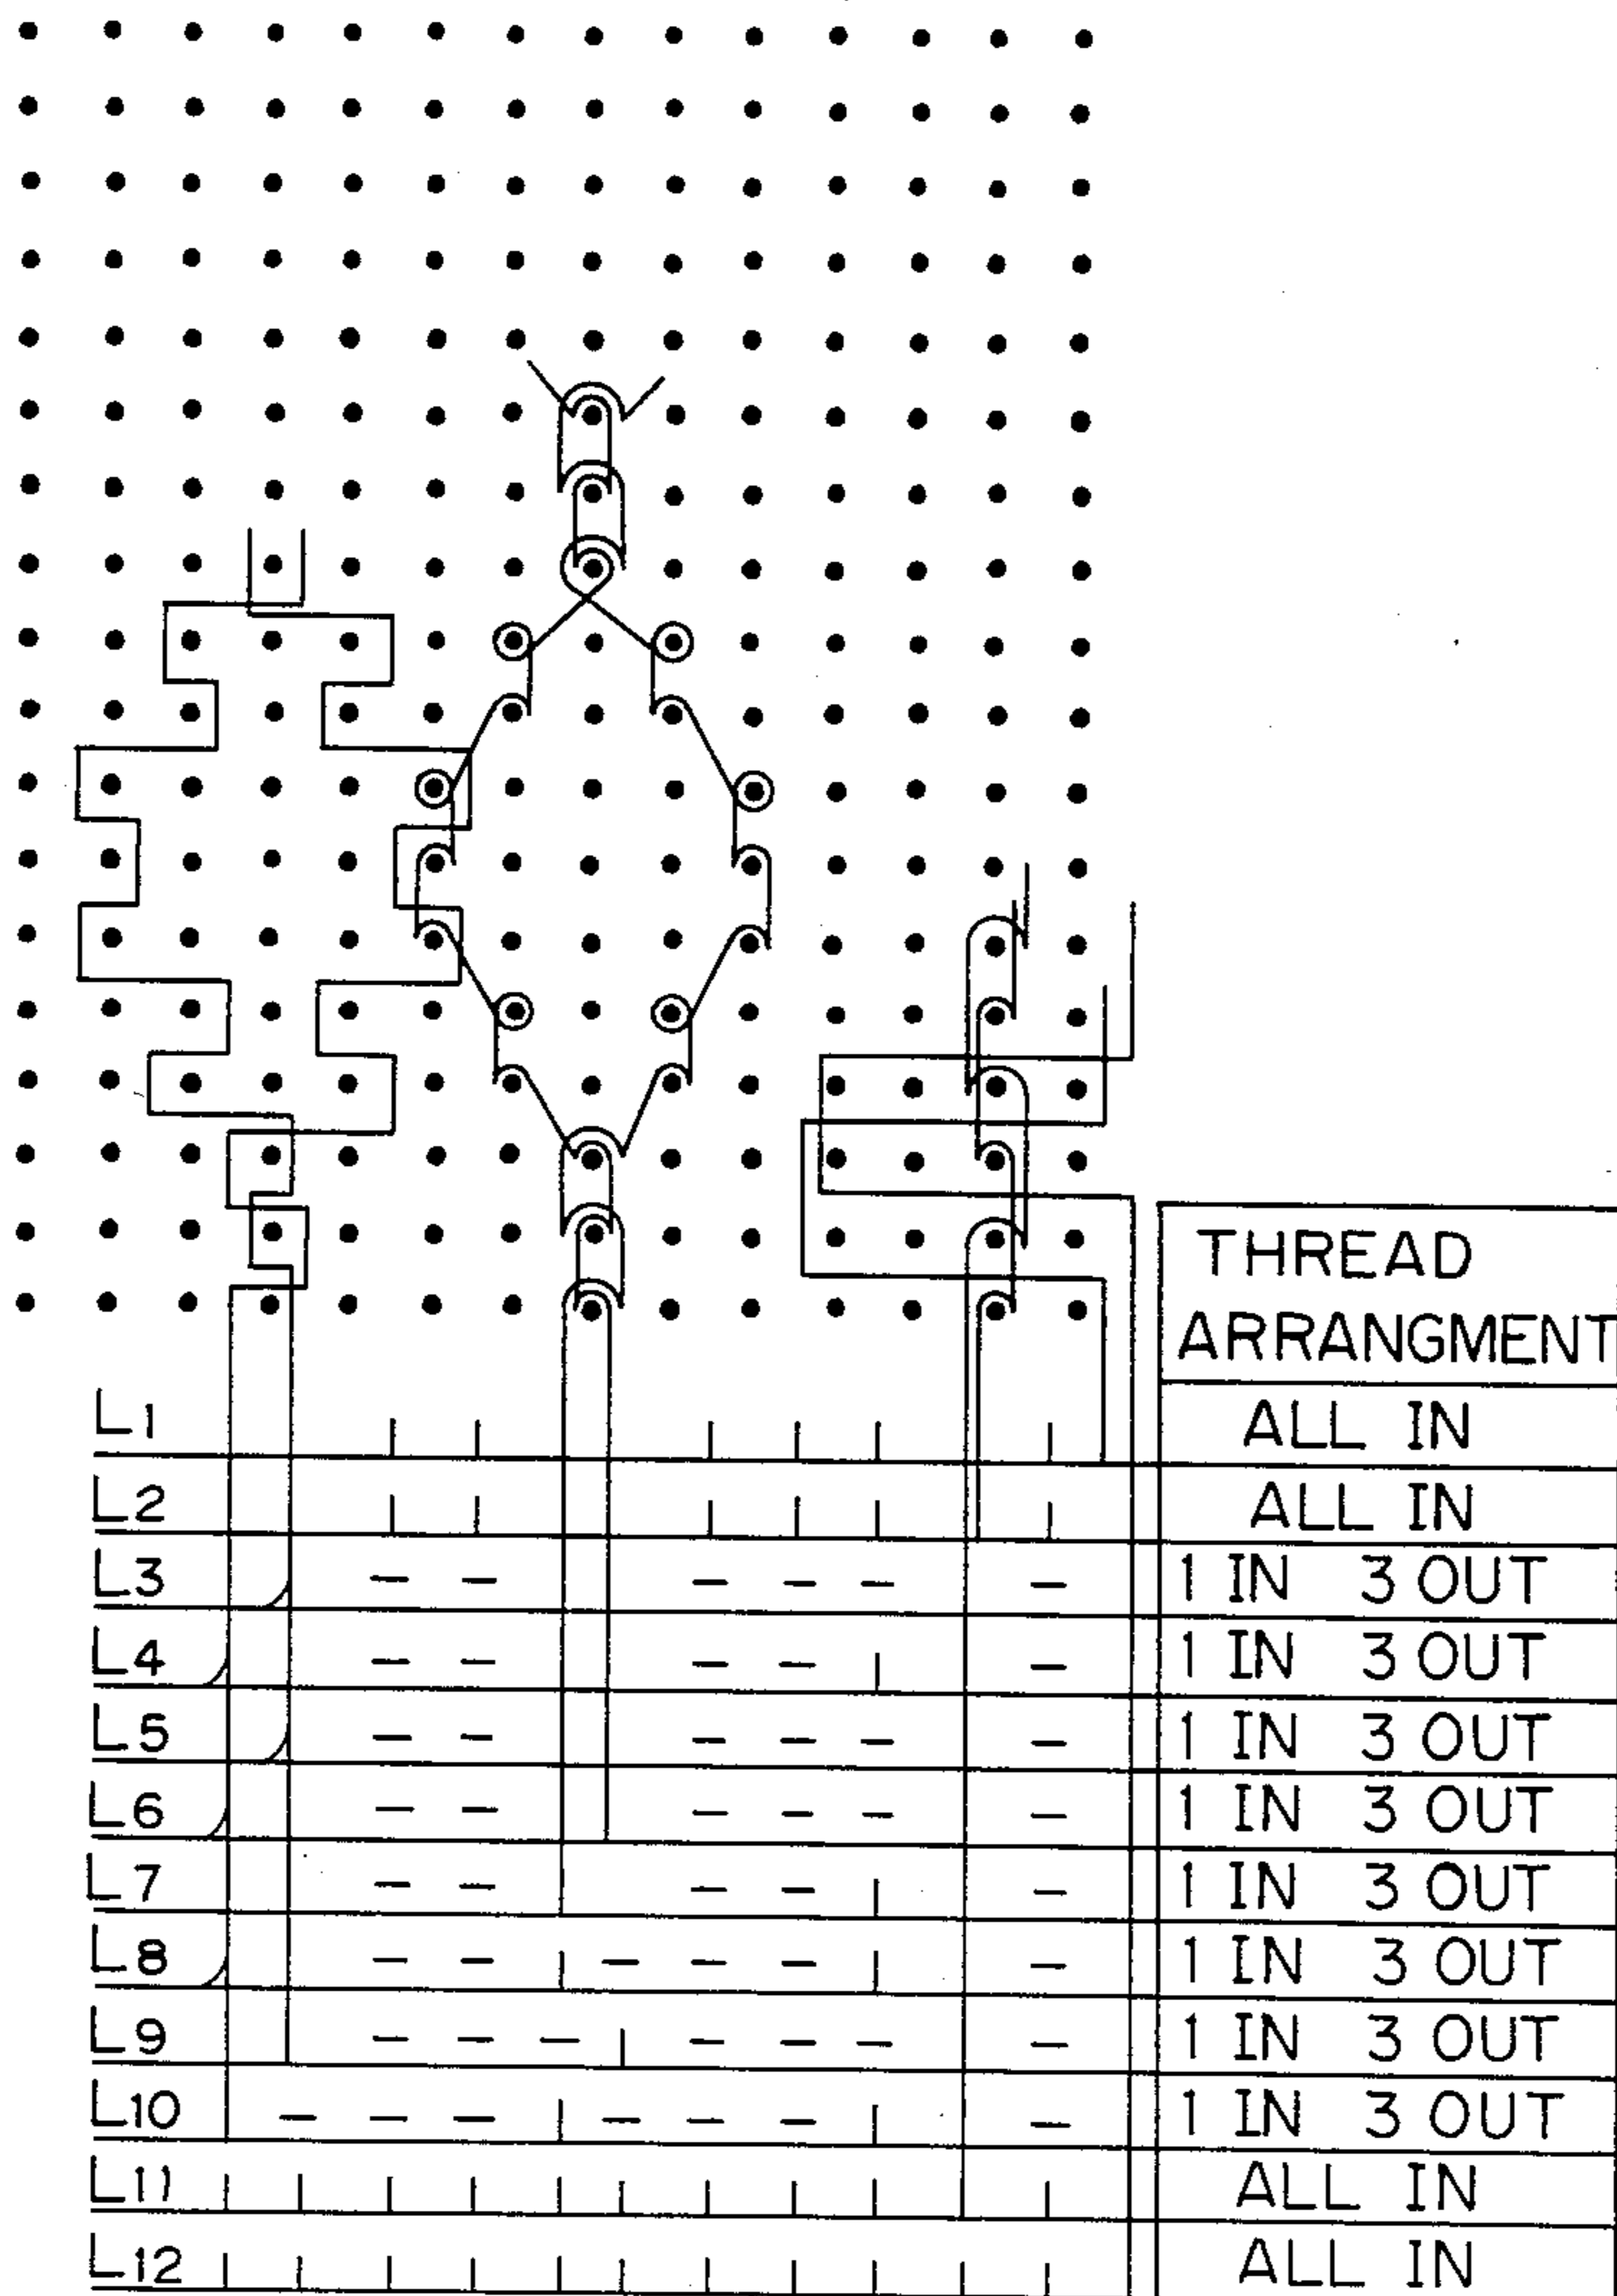 THREAD
ARRANGMENT
L1 ALL IN
L2 ALL IN
L3 1 IN 3 OUT
L4 1 IN 3 OUT
L5 1 IN 3 OUT
L6 1 IN 3 OUT
L7 1 IN 3 OUT
L8 1 IN 3 OUT
L9 1 IN 3 OUT
L10 1 IN 3 OUT
L11 ALL IN
L12 ALL IN